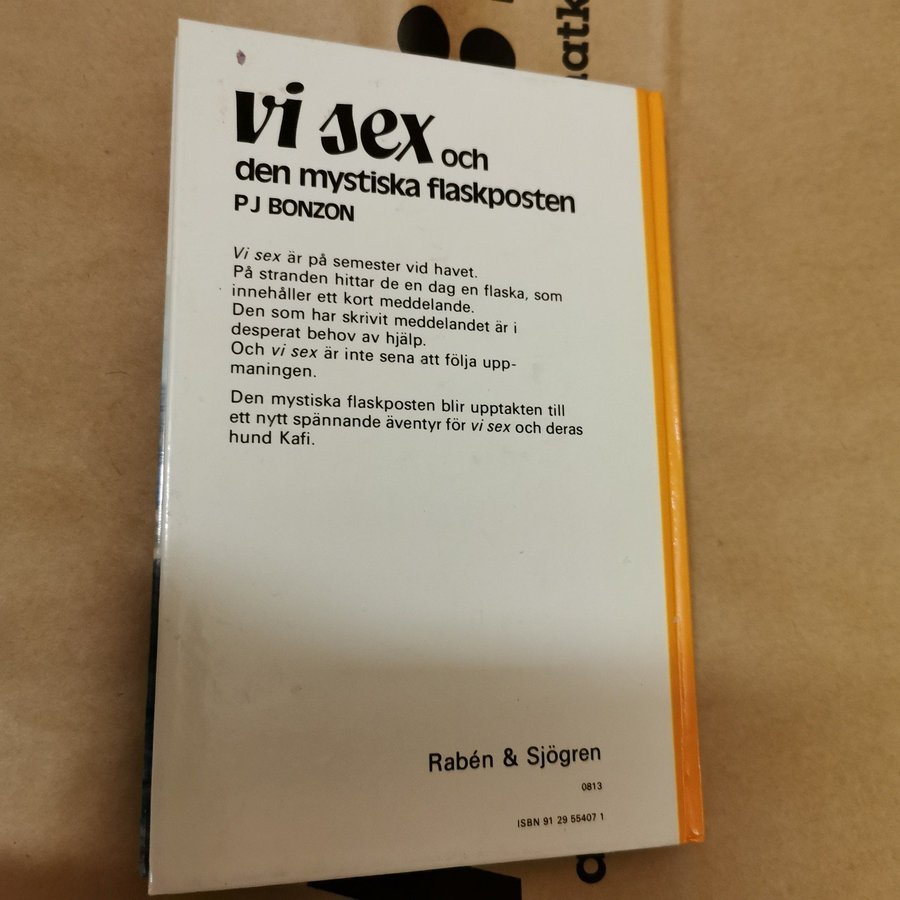 vi sex och
den mystiska flaskposten
P J BONZON
Vi sex är på semester vid havet.
På stranden hittar de en dag en flaska, som
innehåller ett kort meddelande.
Den som har skrivit meddelandet är i
desperat behov av hjälp.
Och vi sex är inte sena att följa upp-
maningen.
Den mystiska flaskposten blir upptakten till
ett nytt spännande äventyr för vi sex och deras
hund Kafi.
Rabén & Sjögren
0813
ISBN 91 29 55407 1